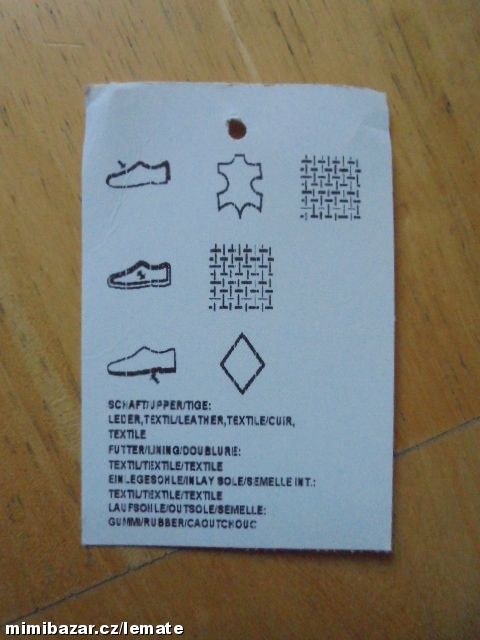 SCHAFT/UPPER/TIGE:
LEDER,TEXTIL/LEATHER,TEXTILE/CUIR,
TEXTILE
FUTTER/LINING/DOUBLURE:
TEXTIL/TEXTILE/TEXTILE
EINLEGESOHLE/INLAY SOLE/SEMELLE INT.:
TEXTIL/TEXTILE/TEXTILE
LAUFSOHLE/OUTSOLE/SEMELLE:
GUMMI/RUBBER/CAOUTCHOUC
mimibazar.cz/lemate